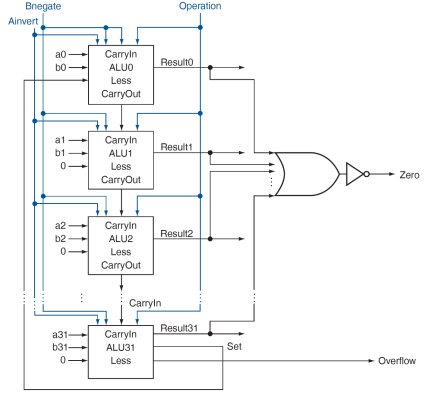 Bnegate Operation
Ainvert
a0 CarryIn Result0
b0 ALU0
Less
CarryOut
a1 CarryIn Result1
b1 ALU1
0 Less
CarryOut
Zero
a2 CarryIn Result2
b2 ALU2
0 Less
CarryOut
CarryIn
a31 CarryIn Result31
b31 ALU31 Set
0 Less Overflow